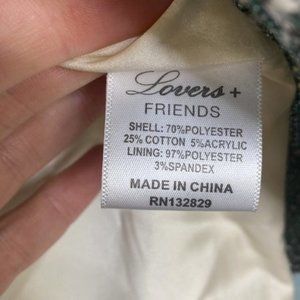 Lovers +
FRIENDS
SHELL: 70%POLYESTER
25% COTTON 5%ACRYLIC
LINING: 97%POLYESTER
3%SPANDEX
MADE IN CHINA
RN132829